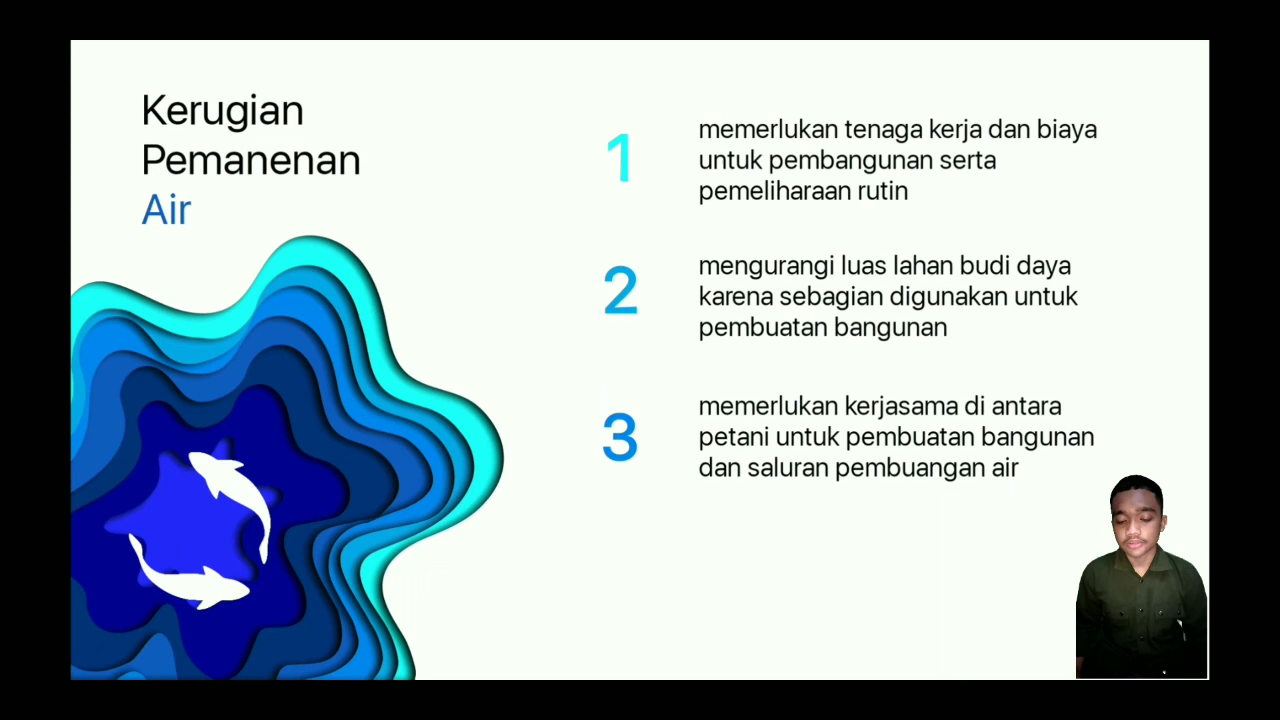 Kerugian
Pemanenan
Air
1
memerlukan tenaga kerja dan biaya
untuk pembangunan serta
pemeliharaan rutin
2
mengurangi luas lahan budi daya
karena sebagian digunakan untuk
pembuatan bangunan
3
memerlukan kerjasama di antara
petani untuk pembuatan bangunan
dan saluran pembuangan air